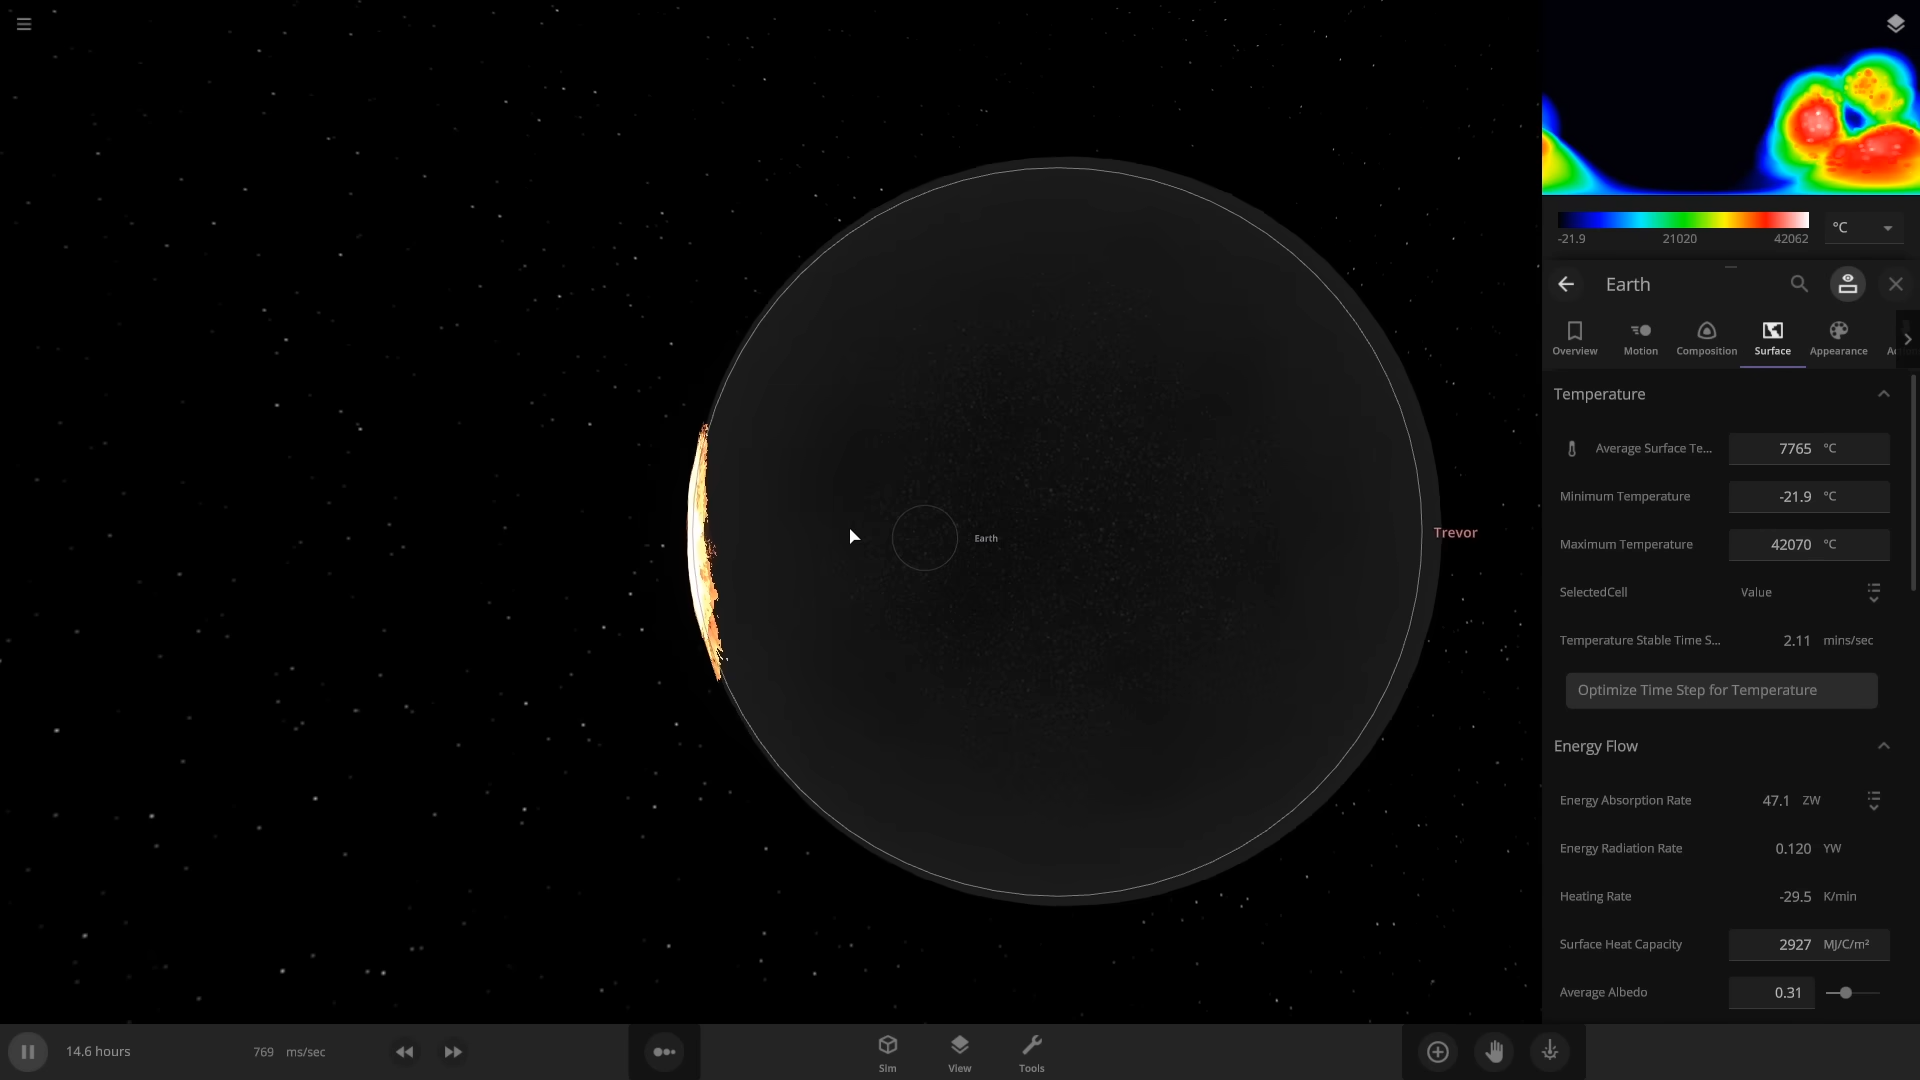 -21.9 21020 42062 °C
Earth
Overview Motion Composition Surface Appearance
Temperature
Average Surface Te... 7765 °C
Minimum Temperature -21.9 °C
Maximum Temperature 42070 °C
SelectedCell Value
Temperature Stable Time S... 2.11 mins/sec
Optimize Time Step for Temperature
Energy Flow
Energy Absorption Rate 47.1 ZW
Energy Radiation Rate 0.120 YW
Heating Rate -29.5 K/min
Surface Heat Capacity 2927 MJ/C/m²
Average Albedo 0.31
Earth
Trevor
14.6 hours 769 ms/sec
Sim View Tools